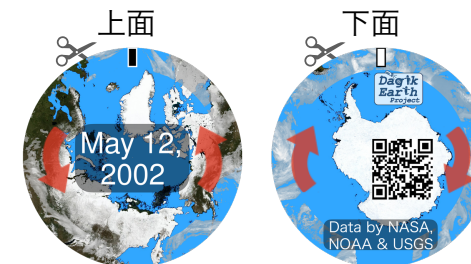 上面
下面
May 12,
2002
Dagik
Earth
Project
Data by NASA,
NOAA & USGS